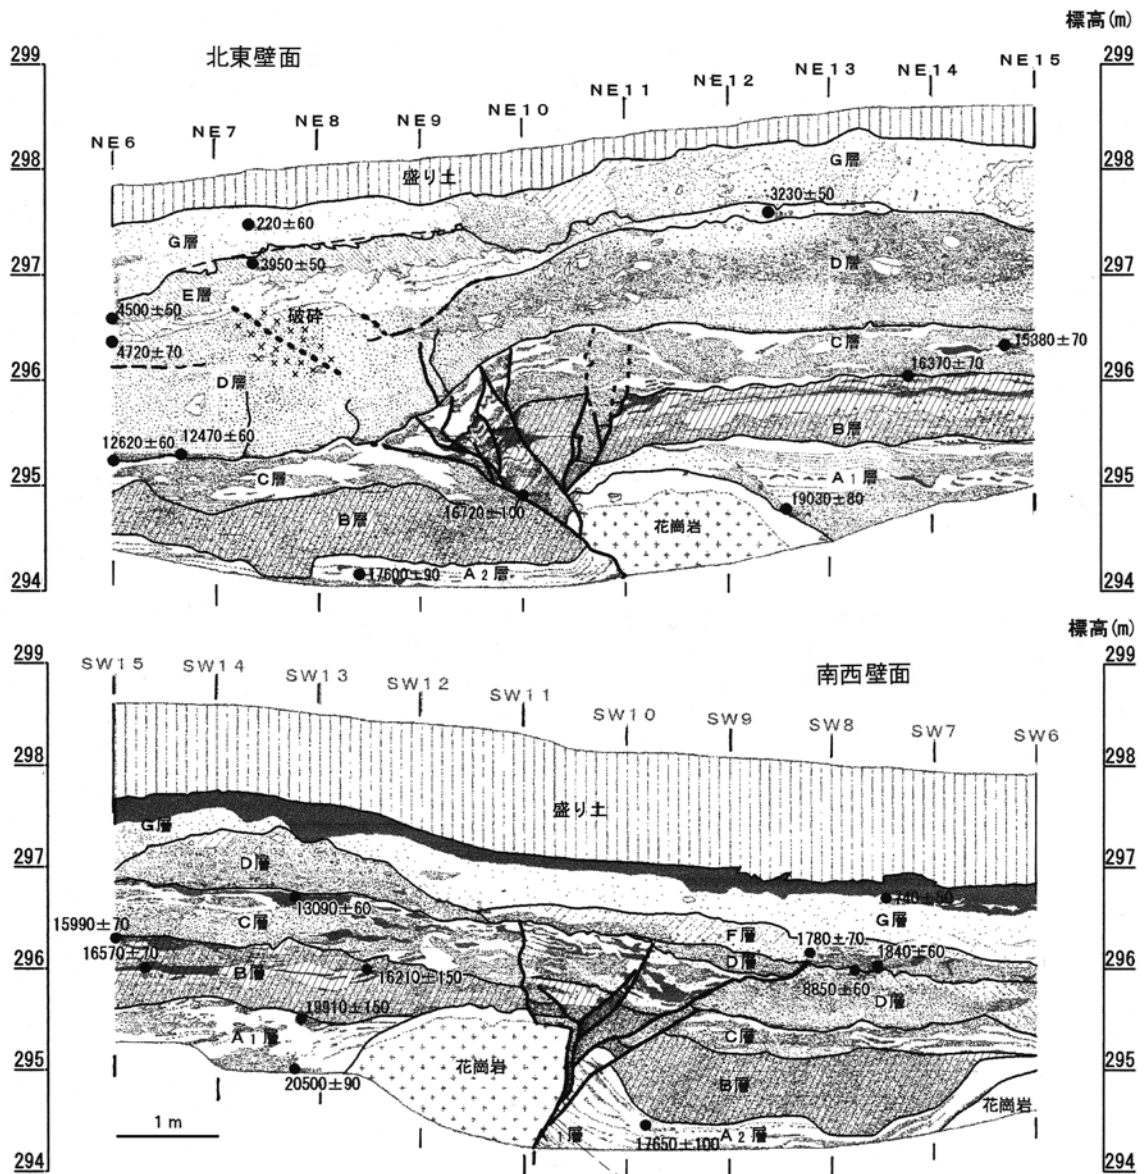 標高(m)
北東壁面
299
298
297
296
295
294
299
298
297
296
295
294
NE6
NE7
NE8
NE9
NE10
NE11
NE12
NE13
NE14
NE15
盛り土
G層
3230±50
220±60
G層
3950±50
D層
E層
4500±50
破砕
4720±70
C層
15380±70
16370±70
D層
12620±60
12470±60
B層
C層
A1層
16720±100
19030±80
B層
花崗岩
17600±90
A2層
標高(m)
南西壁面
299
298
297
296
295
294
299
298
297
296
295
294
SW15
SW14
SW13
SW12
SW11
SW10
SW9
SW8
SW7
SW6
盛り土
G層
D層
13090±60
G層
15990±70
C層
F層
1780±70
1840±60
16570±70
D層
B層
16210±150
8850±60
D層
19910±150
A1層
C層
花崗岩
B層
20500±90
花崗岩
1層
17650±100
A2層
1m